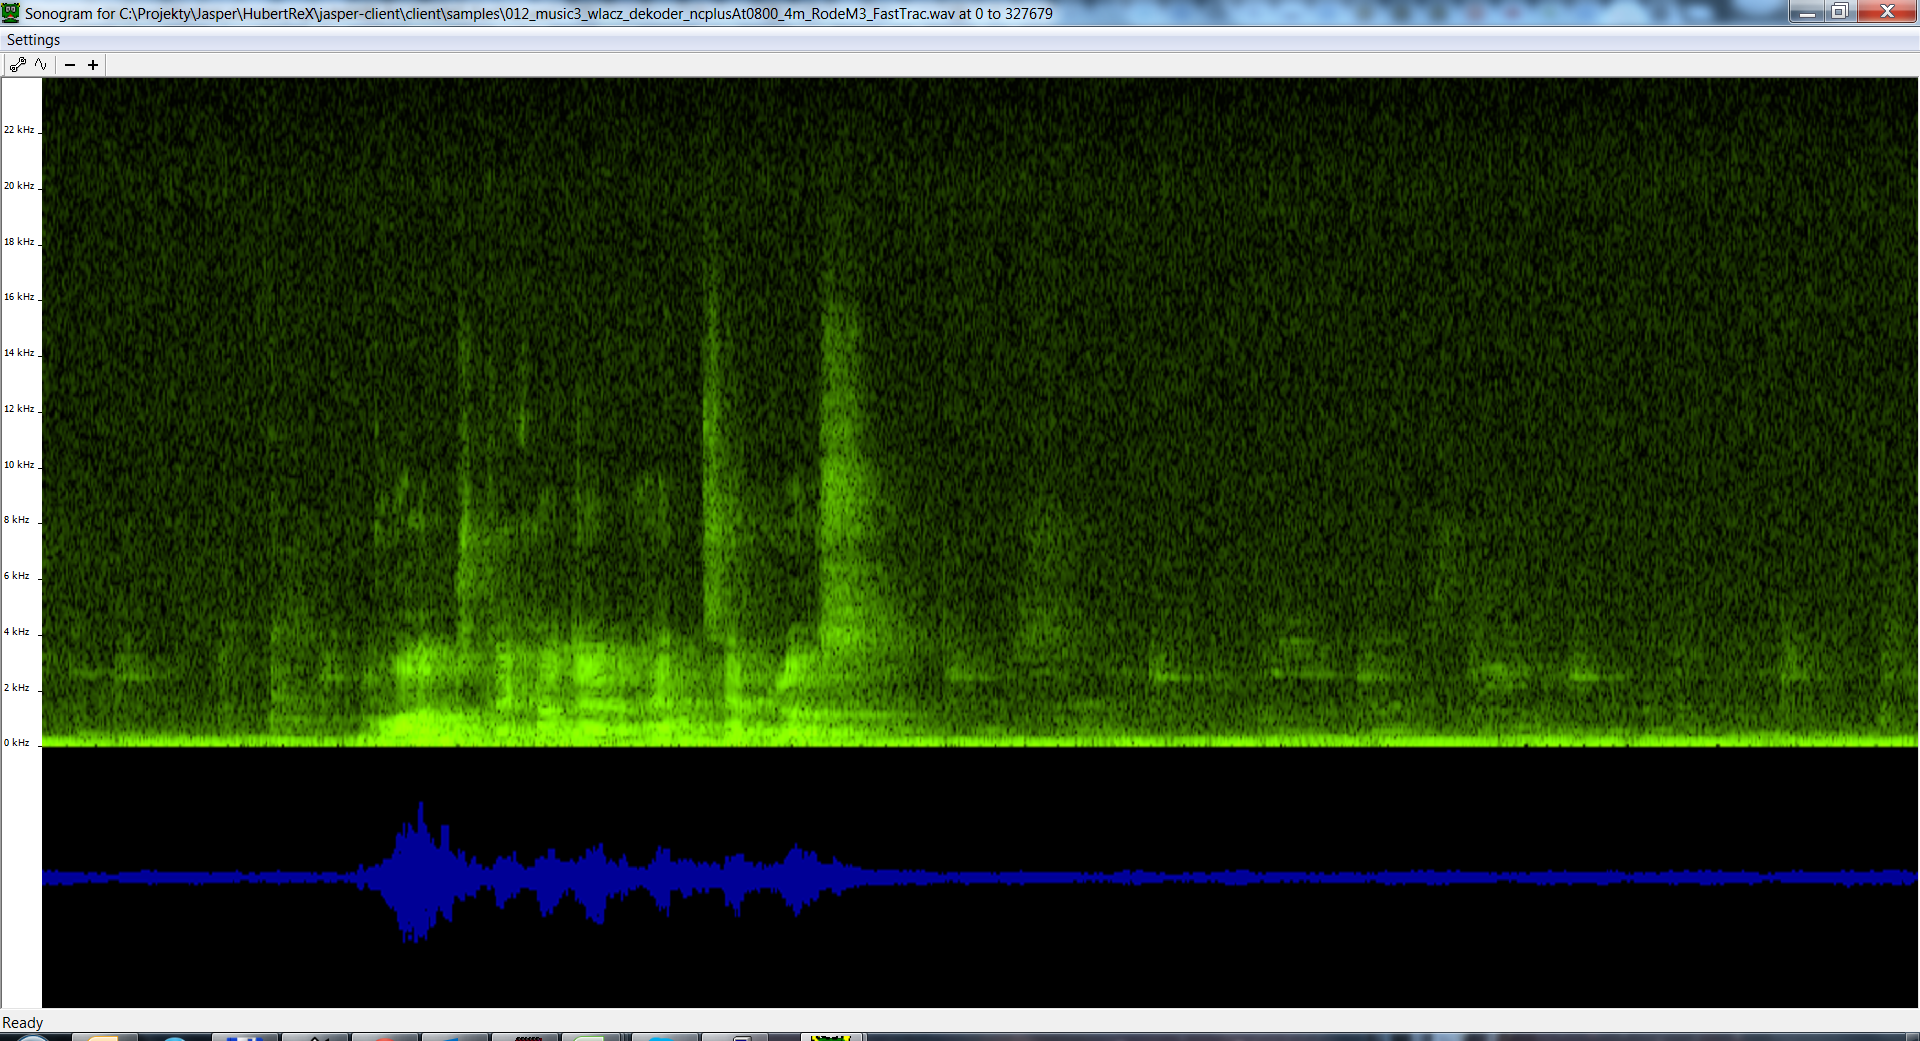 Sonogram for C:\Projekty\Jasper\HubertReX\jasper-client\client\samples\012_music3_wlacz_dekoder_ncplusAt0800_4m_RodeM3_FastTrac.wav at 0 to 327679
Settings
22 kHz
20 kHz
18 kHz
16 kHz
14 kHz
12 kHz
10 kHz
8 kHz
6 kHz
4 kHz
2 kHz
0 kHz
Ready